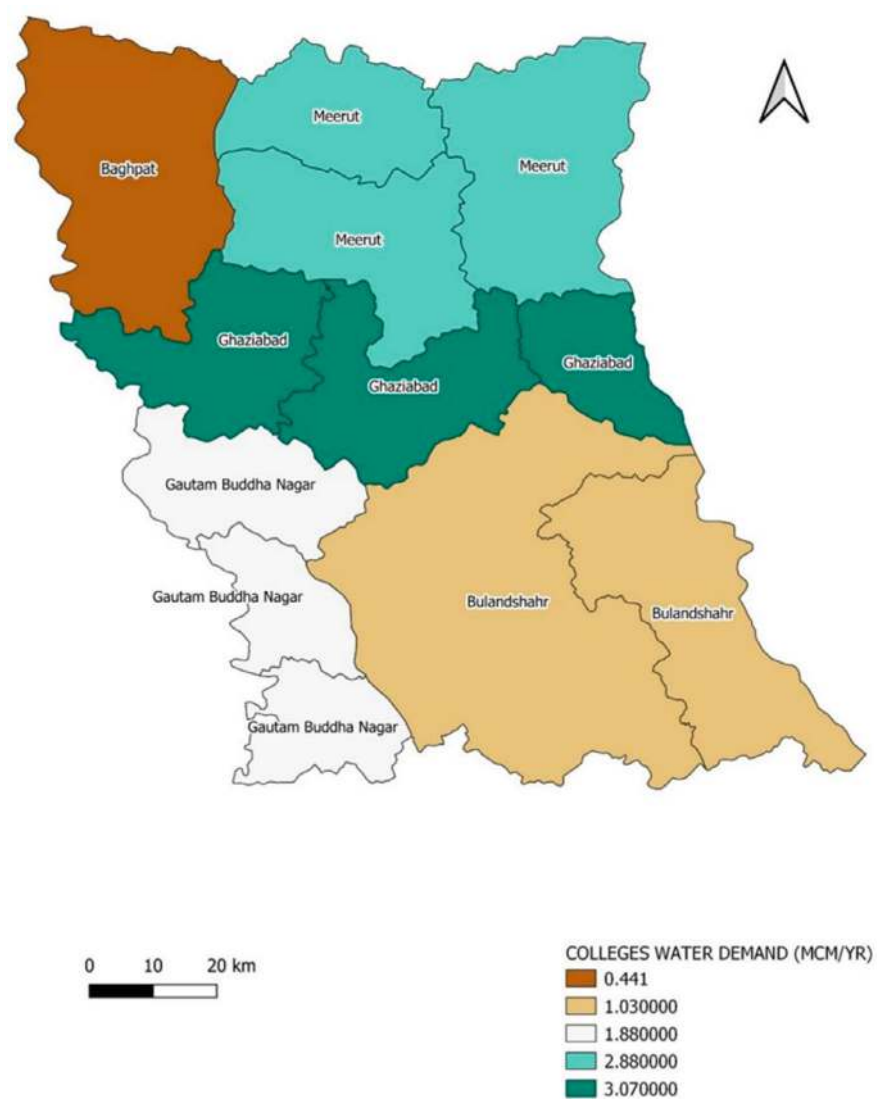 Meerut
Baghpat
Meerut
Meerut
Ghaziabad
Ghaziabad
Ghaziabad
Gautam Buddha Nagar
Gautam Buddha Nagar
Bulandshahr
Bulandshahr
Gautam Buddha Nagar
0 10 20 km
COLLEGES WATER DEMAND (MCM/YR)
0.441
1.030000
1.880000
2.880000
3.070000